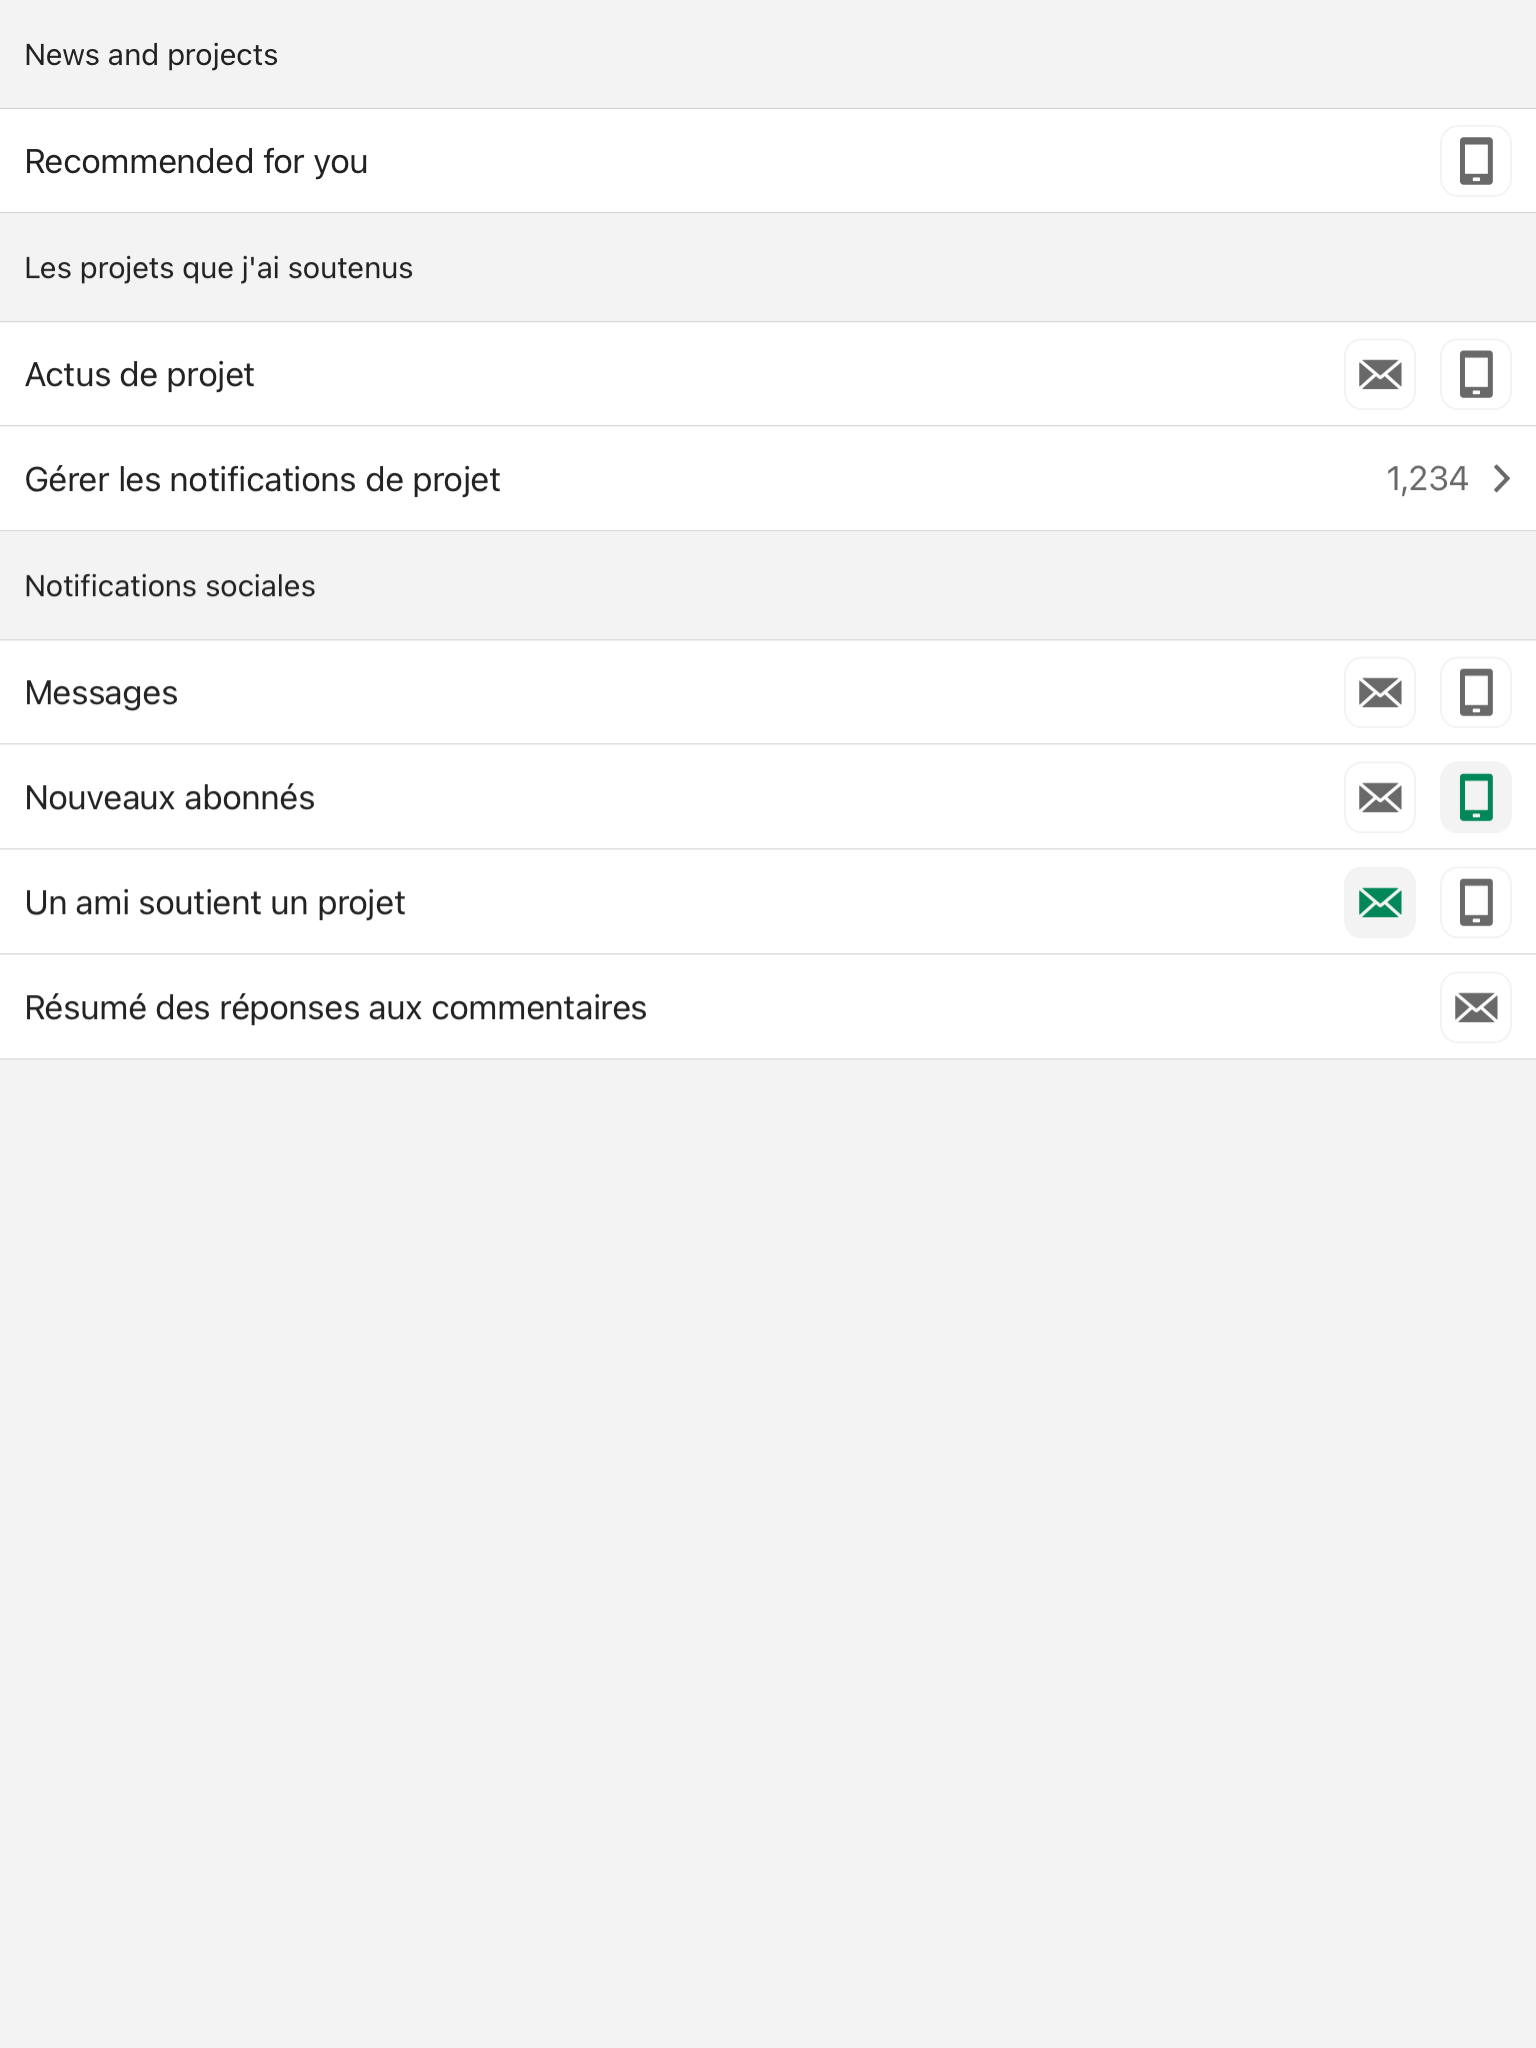 News and projects
Recommended for you
Les projets que j'ai soutenus
Actus de projet
Gérer les notifications de projet 1,234
Notifications sociales
Messages
Nouveaux abonnés
Un ami soutient un projet
Résumé des réponses aux commentaires